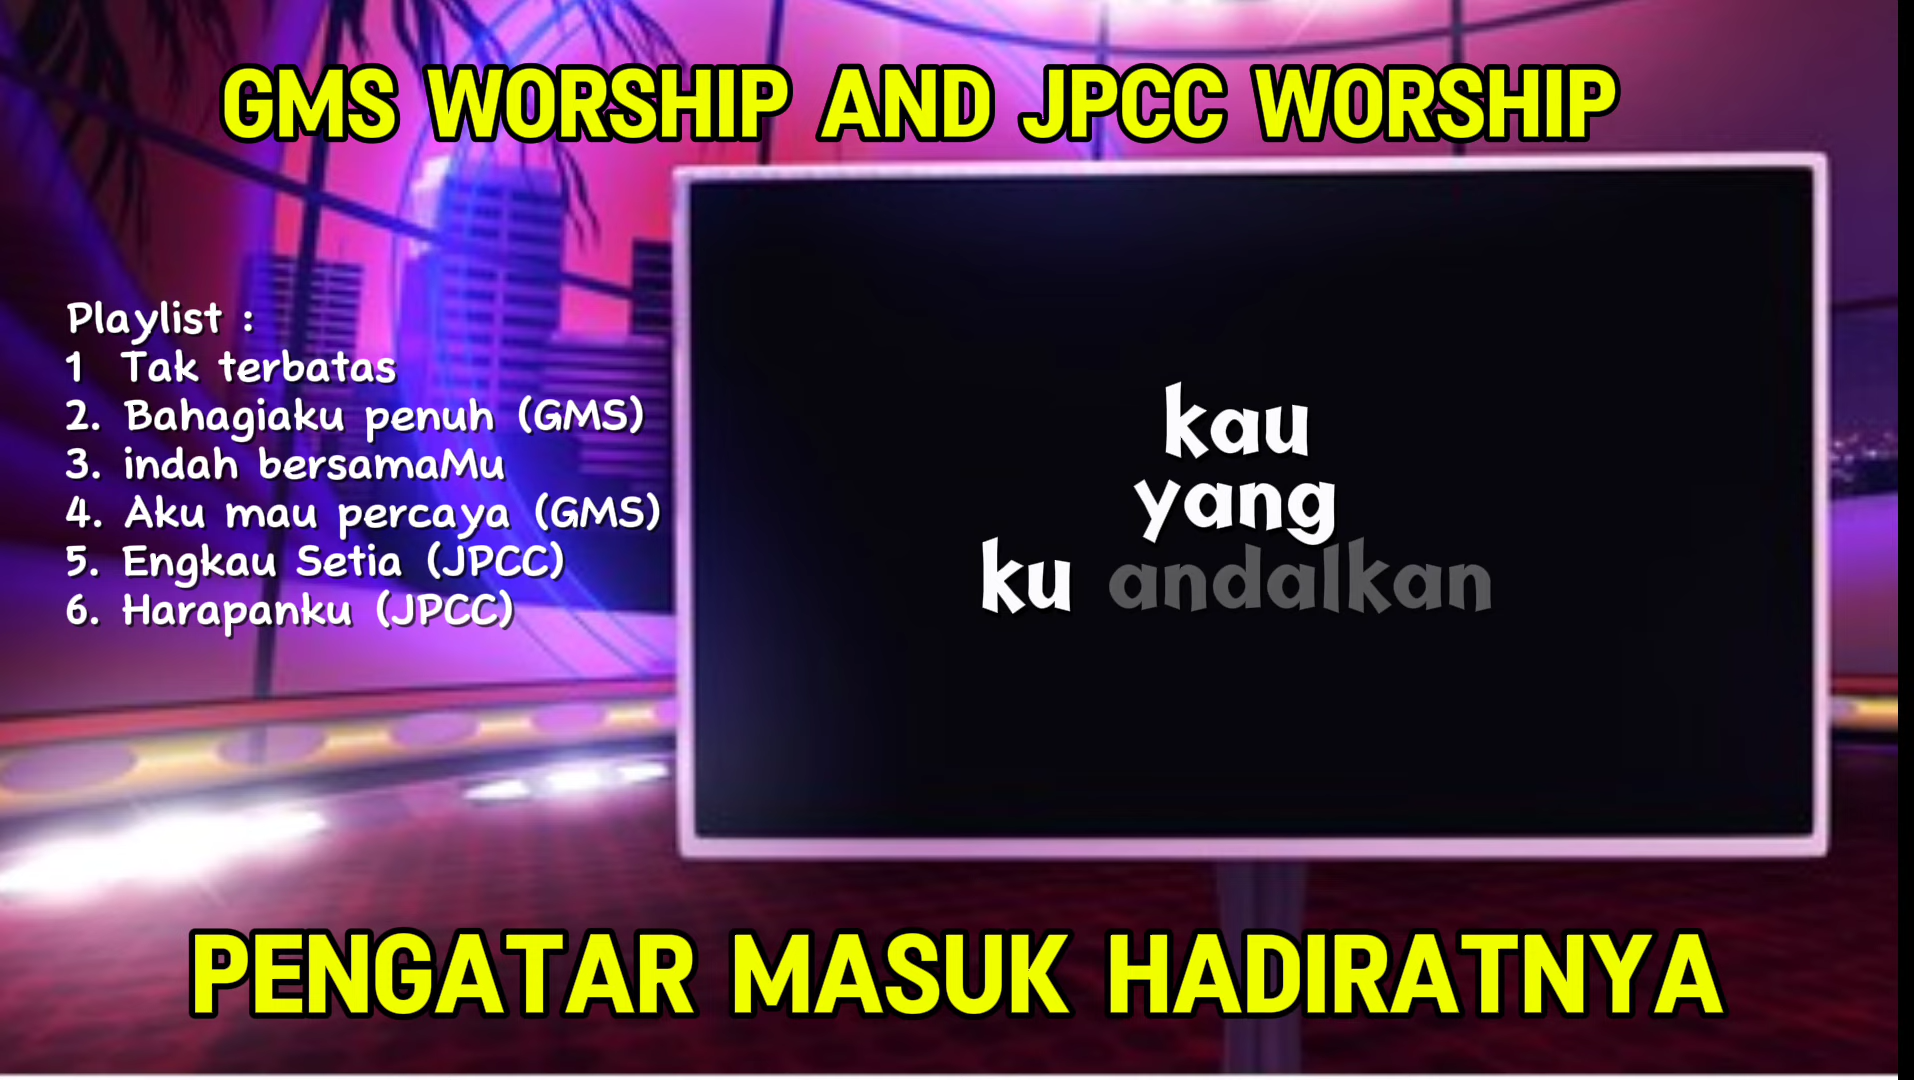 GMS WORSHIP AND JPCC WORSHIP
Playlist :
1 Tak terbatas
2. Bahagiaku penuh (GMS)
3. indah bersamaMu
4. Aku mau percaya (GMS)
5. Engkau Setia (JPCC)
6. Harapanku (JPCC)
kau
yang
ku andalkan
PENGATAR MASUK HADIRATNYA